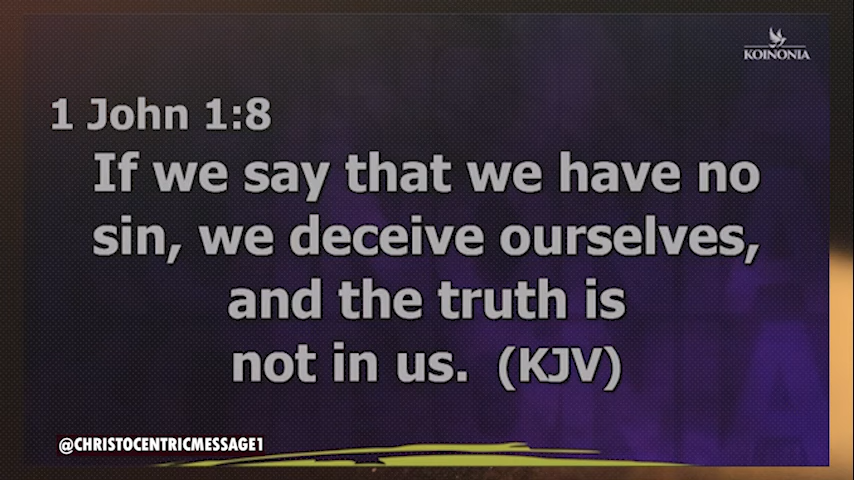 KOINONIA
1 John 1:8
If we say that we have no
sin, we deceive ourselves,
and the truth is
not in us. (KJV)
@CHRISTOCENTRICMESSAGE1